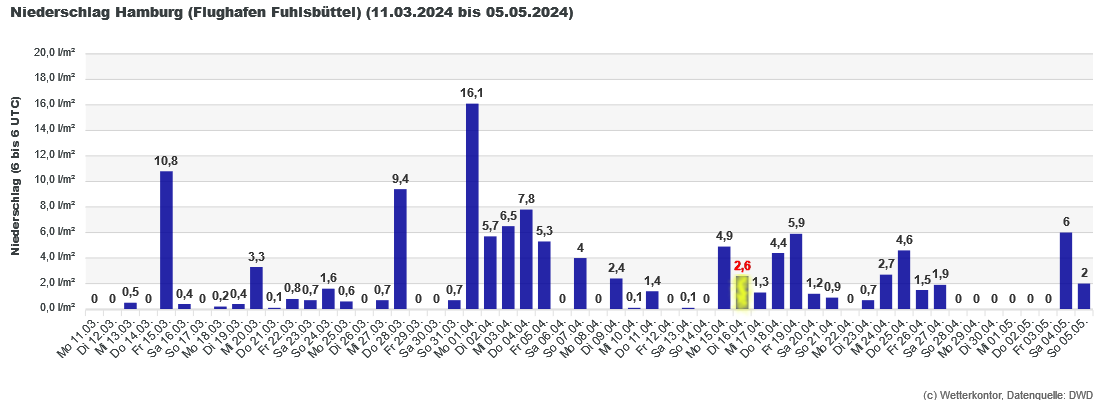 Niederschlag Hamburg (Flughafen Fuhlsbüttel) (11.03.2024 bis 05.05.2024)
Niederschlag (6 bis 6 UTC)
20,0 l/m²
18,0 l/m²
16,0 l/m²
14,0 l/m²
12,0 l/m²
10,0 l/m²
8,0 l/m²
6,0 l/m²
4,0 l/m²
2,0 l/m²
0,0 l/m²
0
0
0,5
0
10,8
0,4
0
0,2
0,4
3,3
0,1
0,8
0,7
1,6
0,6
0
0,7
9,4
0
0
0,7
16,1
5,7
6,5
7,8
5,3
0
4
0
2,4
0,1
1,4
0
0,1
0
4,9
2,6
1,3
4,4
5,9
1,2
0,9
0
0,7
2,7
4,6
1,5
1,9
0
0
0
0
0
0
6
2
Mo 11.03.
Di 12.03.
Mi 13.03.
Do 14.03.
Fr 15.03.
Sa 16.03.
So 17.03.
Mo 18.03.
Di 19.03.
Mi 20.03.
Do 21.03.
Fr 22.03.
Sa 23.03.
So 24.03.
Mo 25.03.
Di 26.03.
Mi 27.03.
Do 28.03.
Fr 29.03.
Sa 30.03.
So 31.03.
Mo 01.04.
Di 02.04.
Mi 03.04.
Do 04.04.
Fr 05.04.
Sa 06.04.
So 07.04.
Mo 08.04.
Di 09.04.
Mi 10.04.
Do 11.04.
Fr 12.04.
Sa 13.04.
So 14.04.
Mo 15.04.
Di 16.04.
Mi 17.04.
Do 18.04.
Fr 19.04.
Sa 20.04.
So 21.04.
Mo 22.04.
Di 23.04.
Mi 24.04.
Do 25.04.
Fr 26.04.
Sa 27.04.
So 28.04.
Mo 29.04.
Di 30.04.
Mi 01.05.
Do 02.05.
Fr 03.05.
Sa 04.05.
So 05.05.
(c) Wetterkontor, Datenquelle: DWD